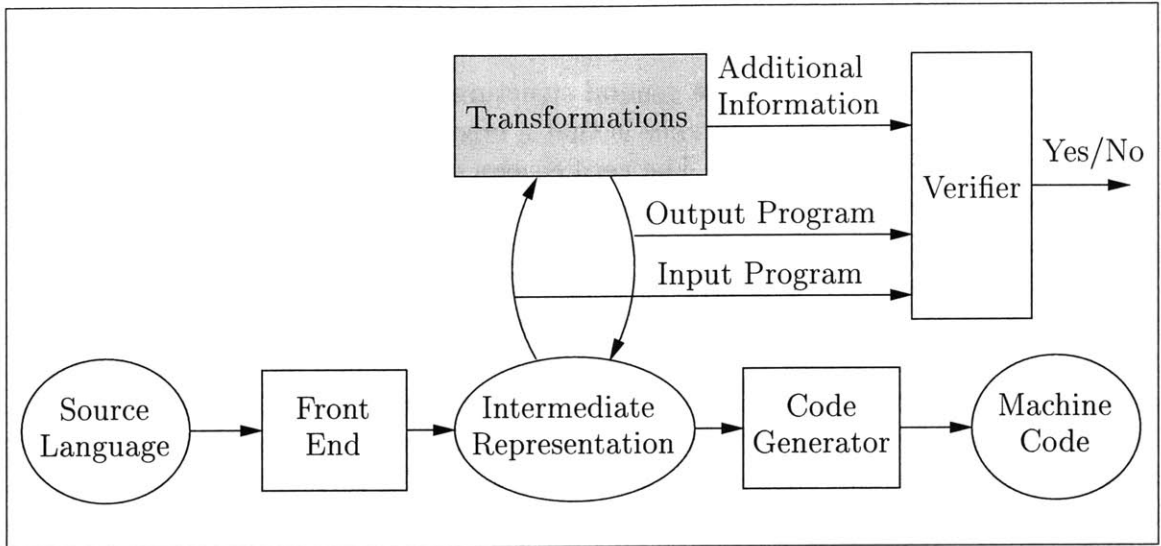 Additional
Information
Transformations
Yes/No
Verifier
Output Program
Input Program
Source
Language
Front
End
Intermediate
Representation
Code
Generator
Machine
Code